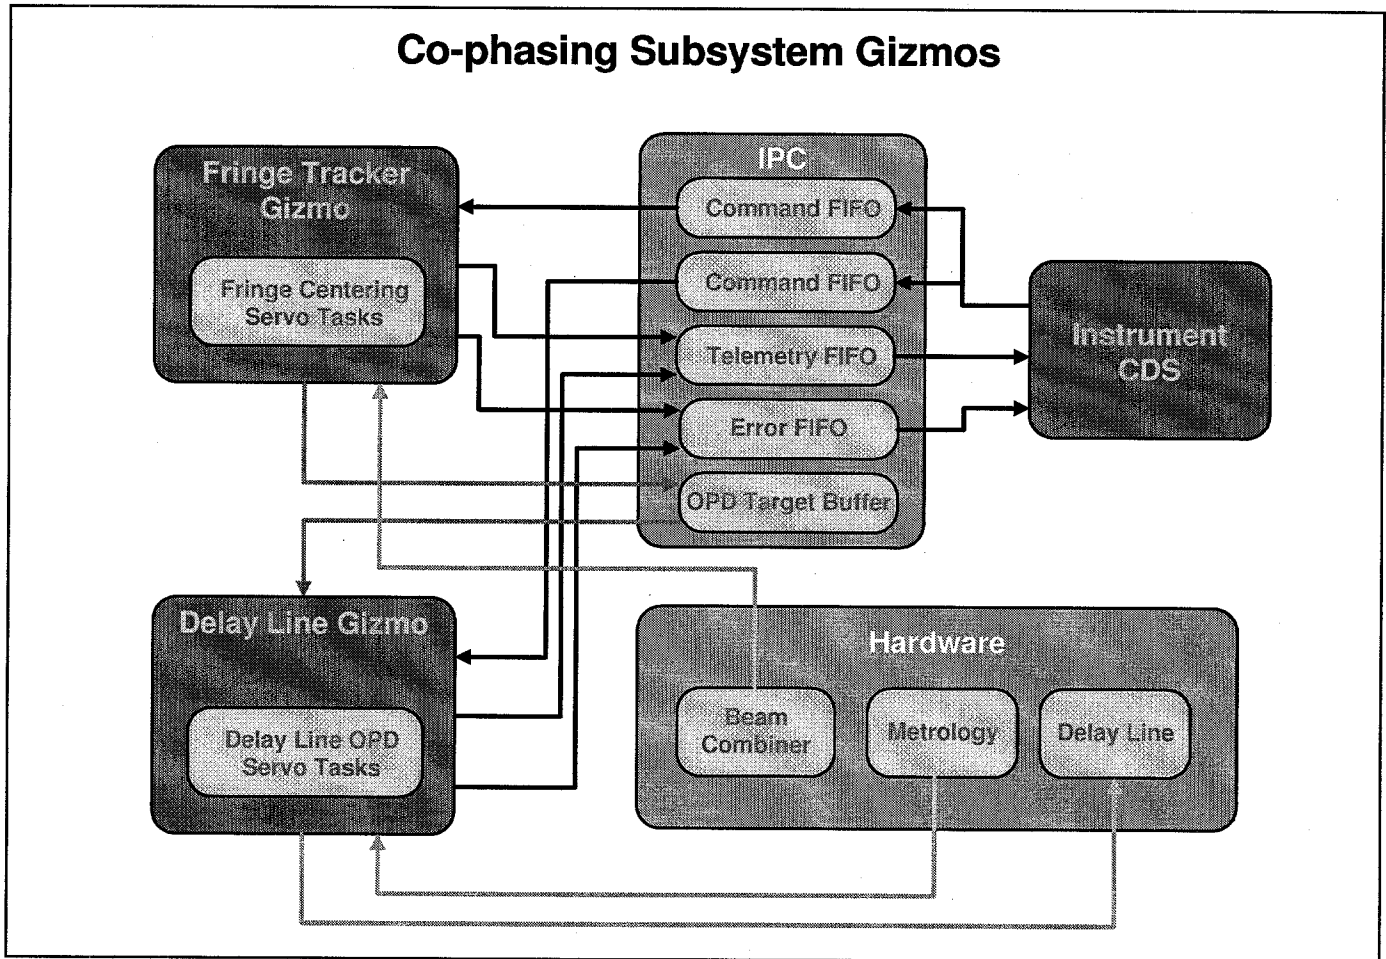 Co-phasing Subsystem Gizmos
Fringe Tracker
Gizmo
Fringe Centering
Servo Tasks
IPC
Command FIFO
Command FIFO
Telemetry FIFO
Error FIFO
OPD Target Buffer
Instrument
CDS
Delay Line Gizmo
Delay Line OPD
Servo Tasks
Hardware
Beam
Combiner
Metrology
Delay Line